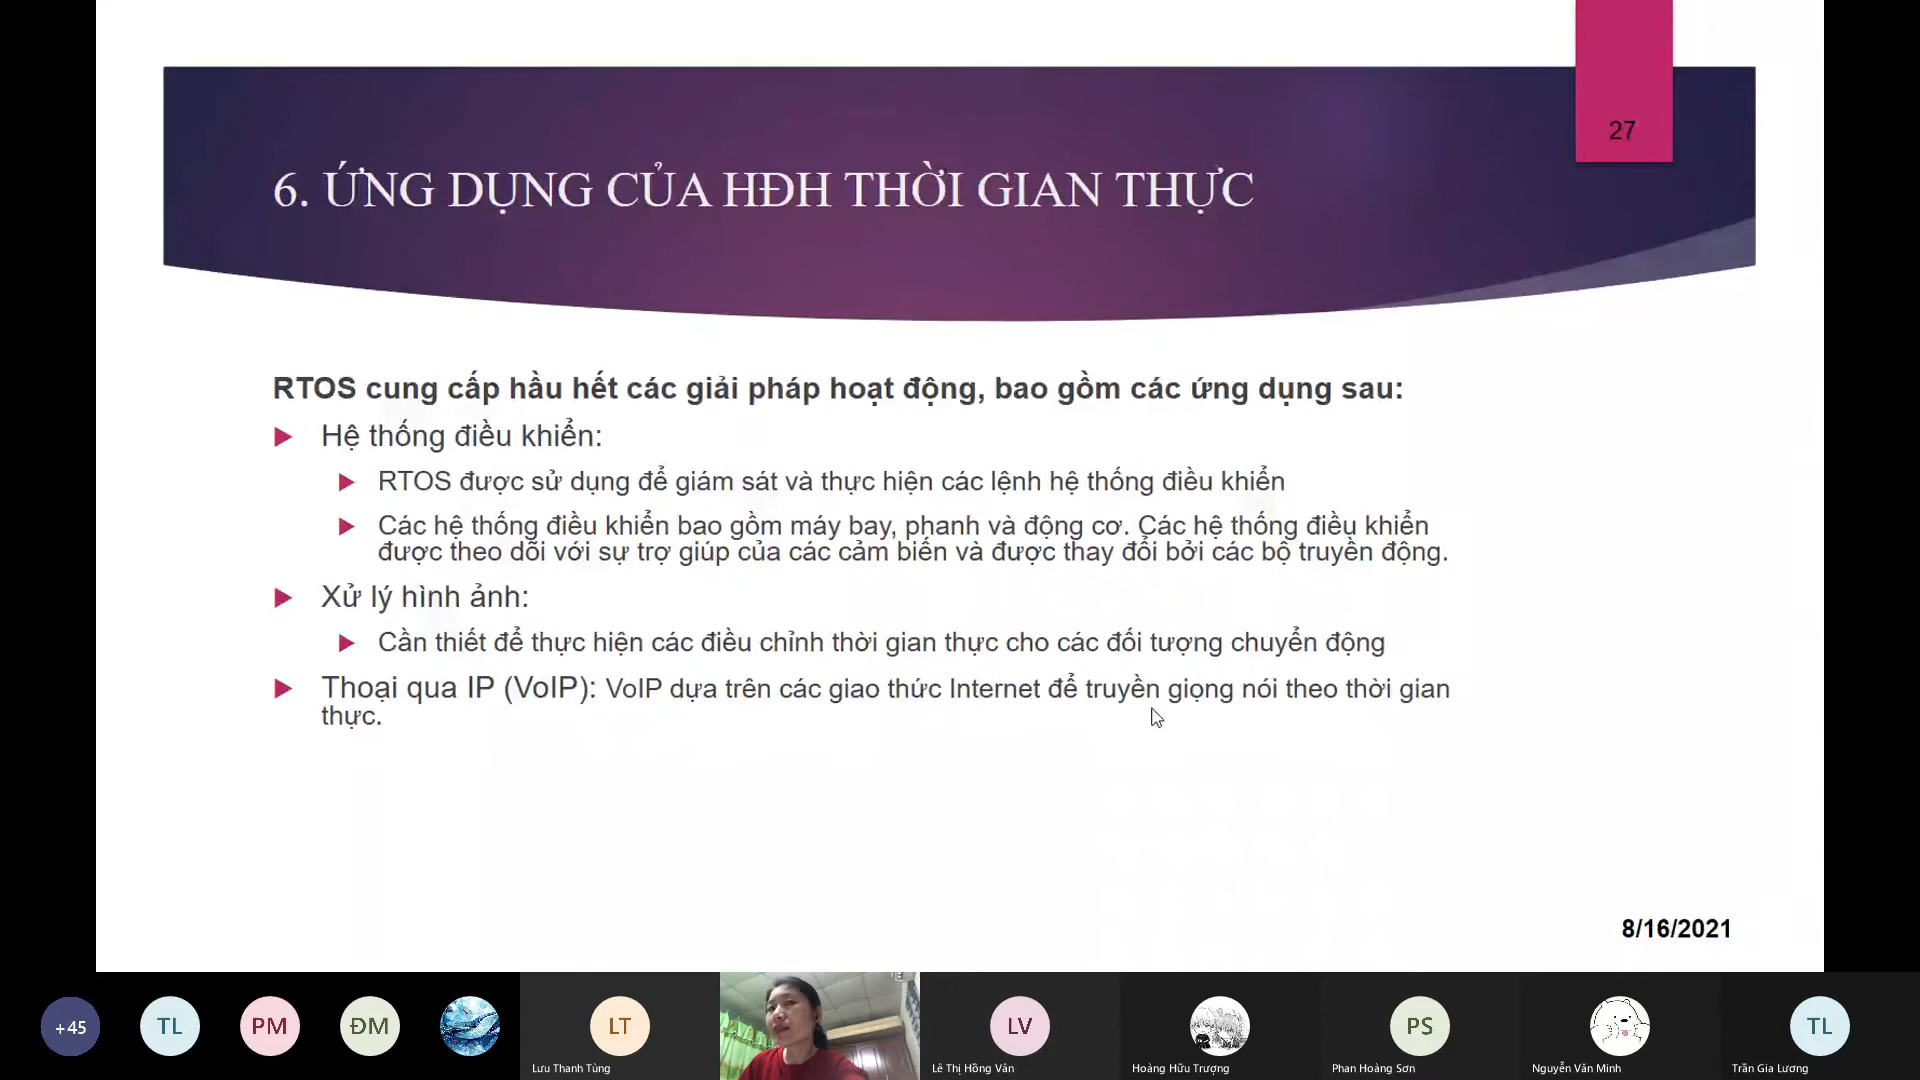 27
6. ỨNG DỤNG CỦA HĐH THỜI GIAN THỰC
RTOS cung cấp hầu hết các giải pháp hoạt động, bao gồm các ứng dụng sau:
Hệ thống điều khiển:
RTOS được sử dụng để giám sát và thực hiện các lệnh hệ thống điều khiển
Các hệ thống điều khiển bao gồm máy bay, phanh và động cơ. Các hệ thống điều khiển
được theo dõi với sự trợ giúp của các cảm biến và được thay đổi bởi các bộ truyền động.
Xử lý hình ảnh:
Cần thiết để thực hiện các điều chỉnh thời gian thực cho các đối tượng chuyển động
Thoại qua IP (VoIP): VoIP dựa trên các giao thức Internet để truyền giọng nói theo thời gian
thực.
8/16/2021
+45 TL PM ĐM LT LV PS TL
Lưu Thanh Tùng Lê Thị Hồng Vân Hoàng Hữu Trượng Phan Hoàng Sơn Nguyễn Văn Minh Trần Gia Lương